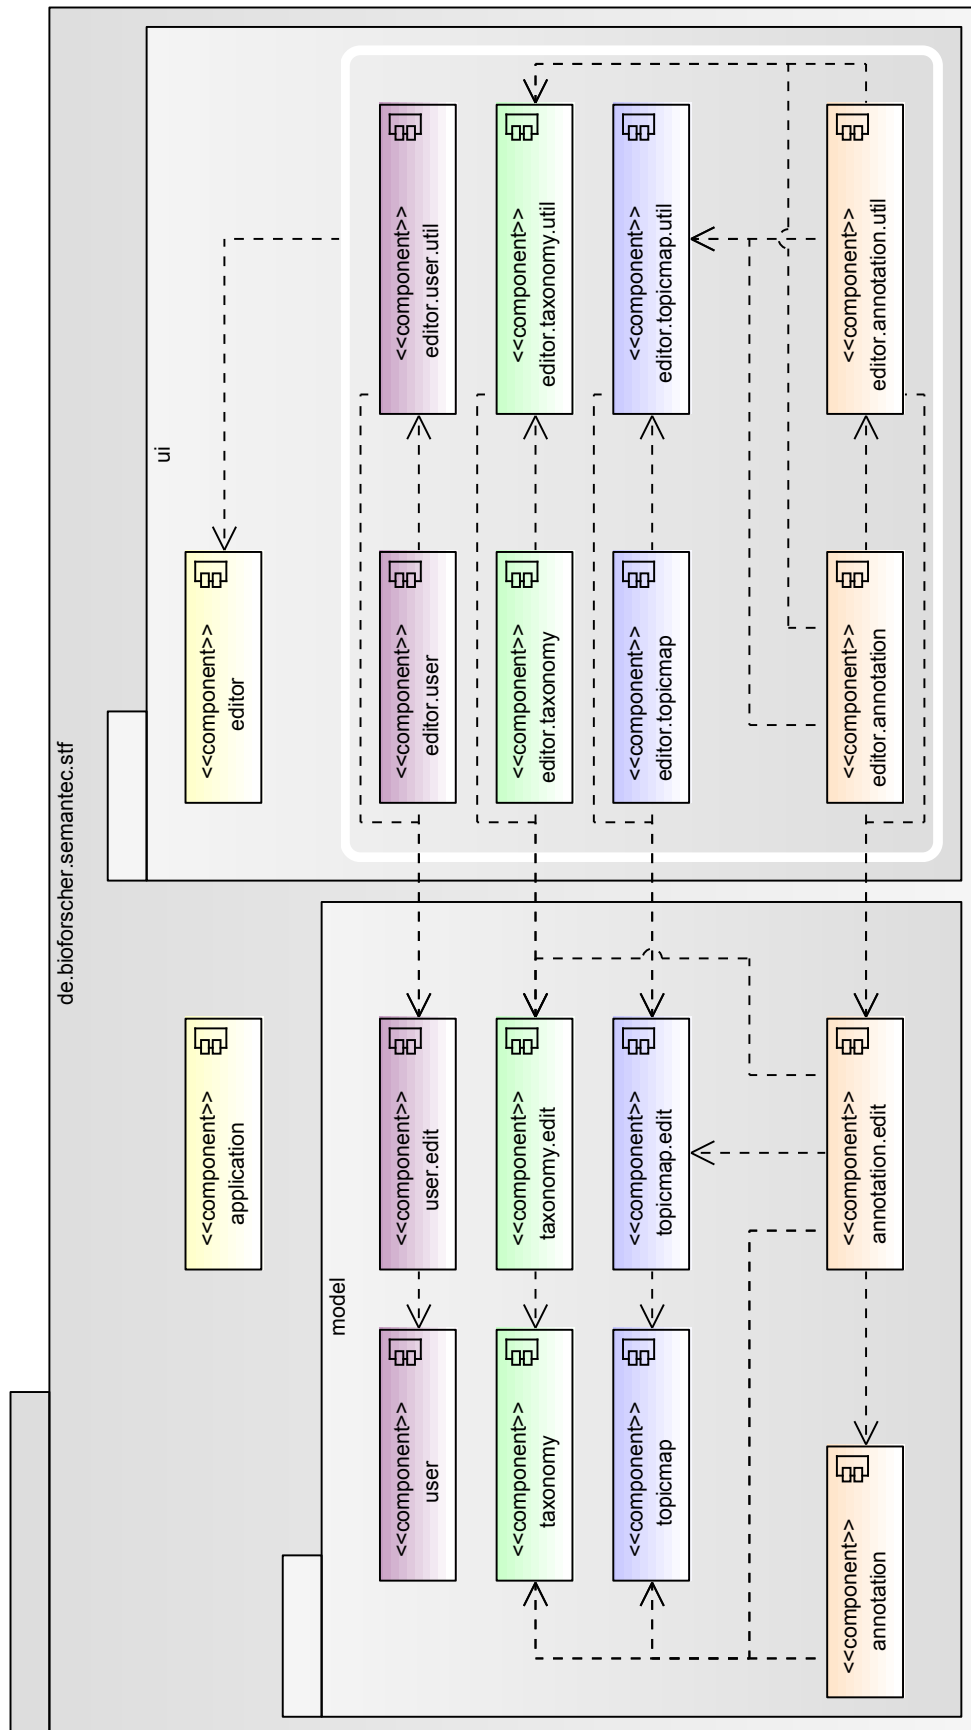 de.bioforscher.semantec.stf
model
ui
<<component>>
application
<<component>>
editor
<<component>>
user
<<component>>
user.edit
<<component>>
editor.user
<<component>>
editor.user.util
<<component>>
taxonomy
<<component>>
taxonomy.edit
<<component>>
editor.taxonomy
<<component>>
editor.taxonomy.util
<<component>>
topicmap
<<component>>
topicmap.edit
<<component>>
editor.topicmap
<<component>>
editor.topicmap.util
<<component>>
annotation
<<component>>
annotation.edit
<<component>>
editor.annotation
<<component>>
editor.annotation.util